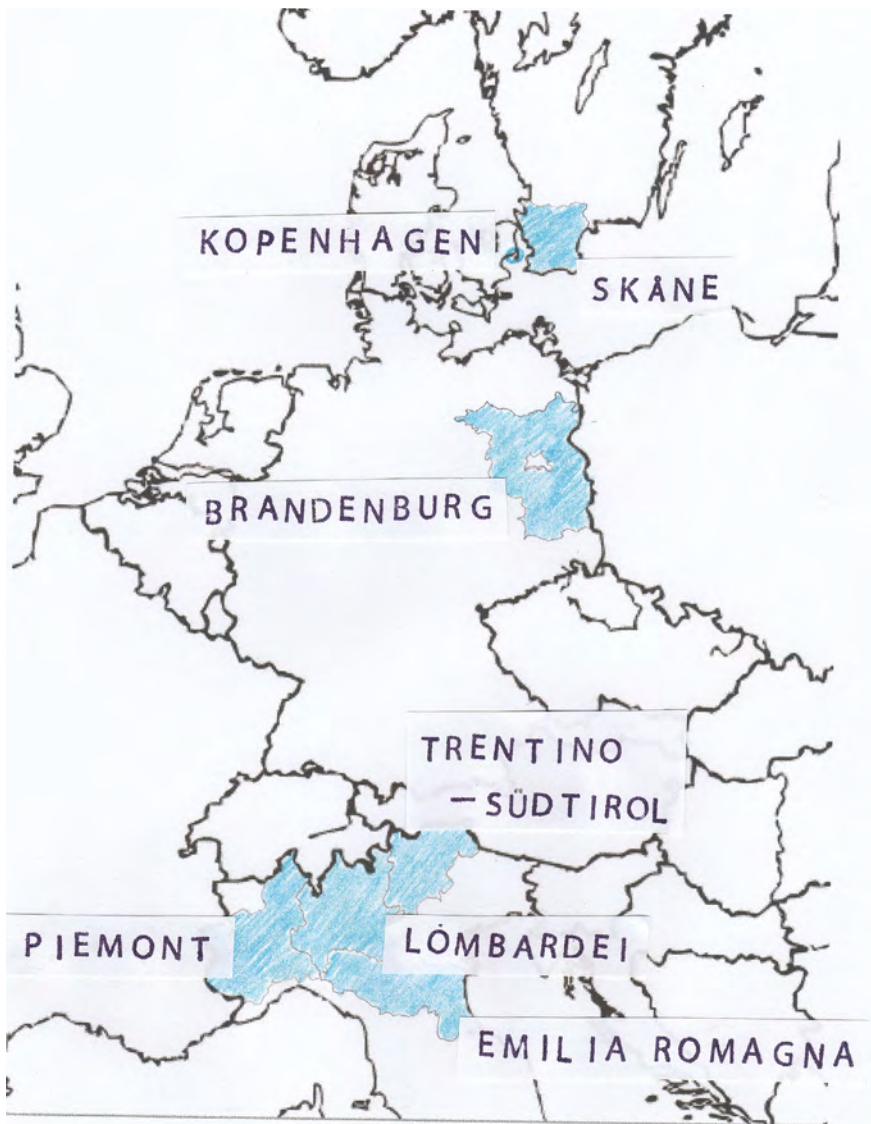 KOPENHAGEN
SKÅNE
BRANDENBURG
TRENTINO
–SÜDTIROL
PIEMONT
LOMBARDEI
EMILIA ROMAGNA